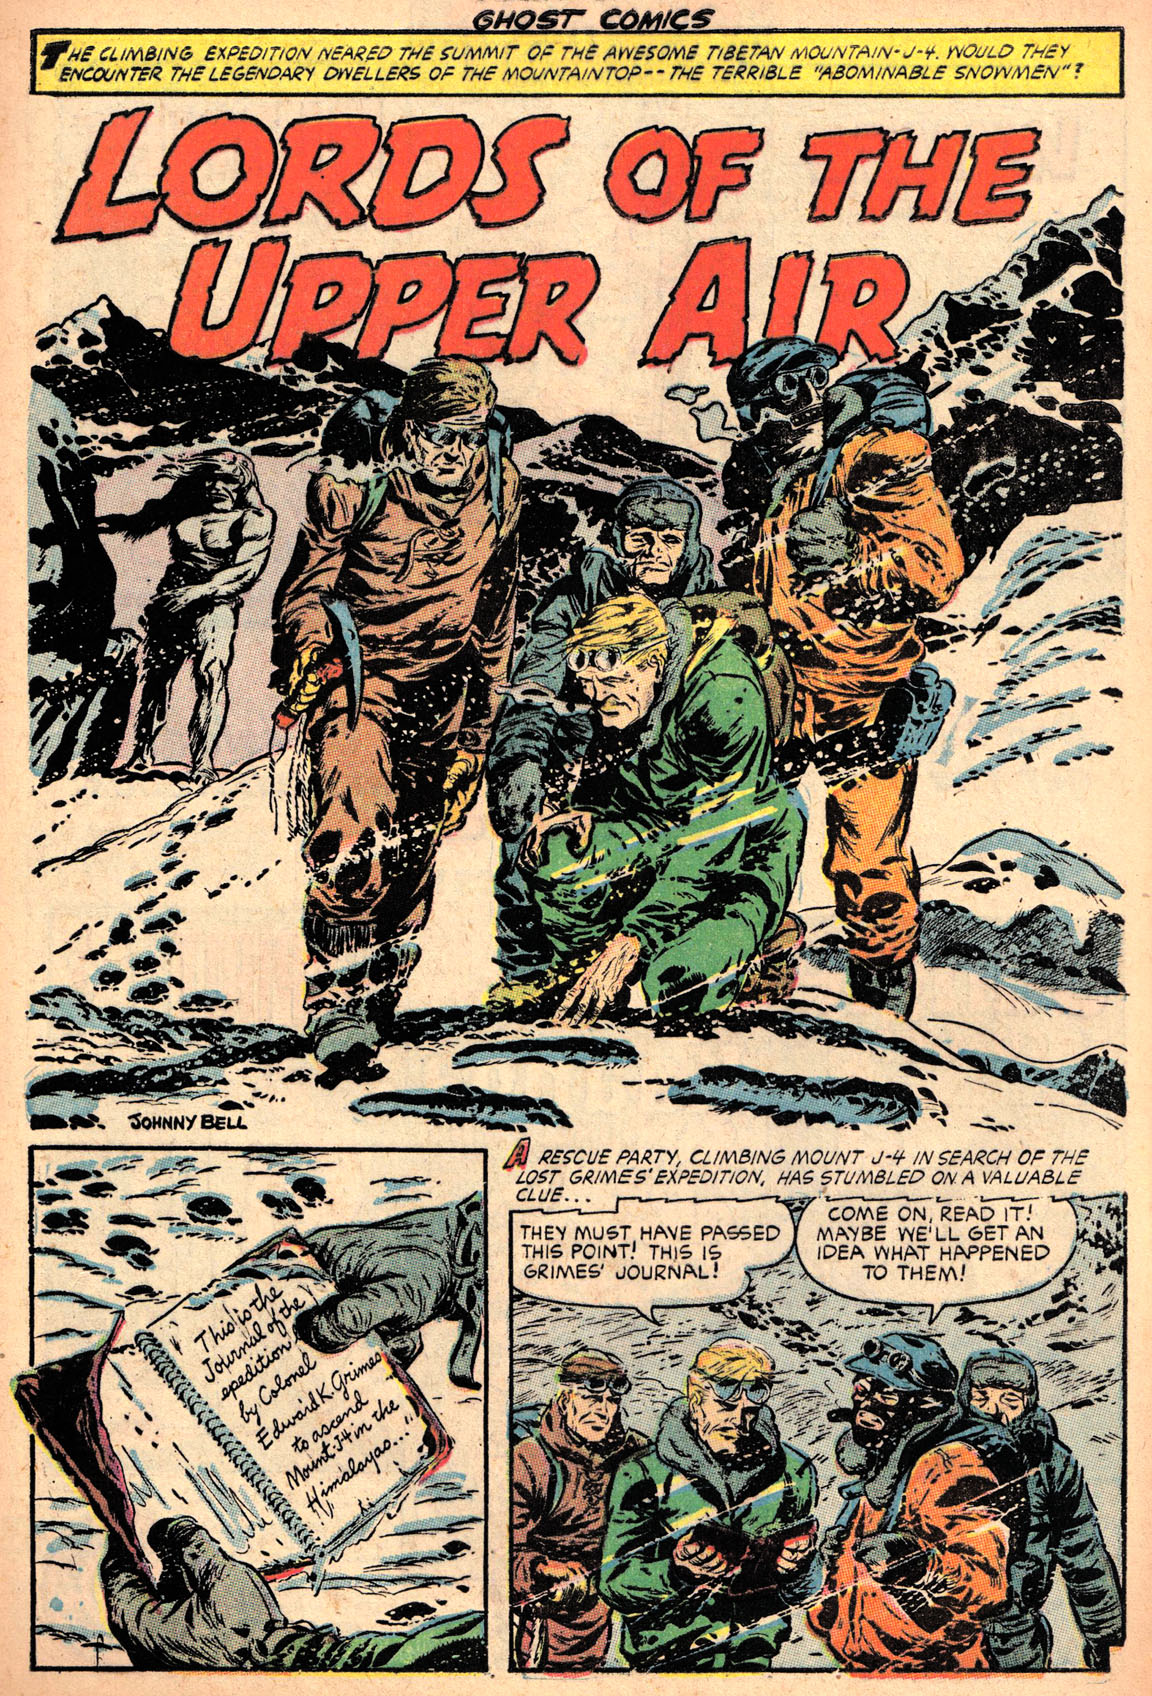 GHOST COMICS
THE CLIMBING EXPEDITION NEARED THE SUMMIT OF THE AWESOME TIBETAN MOUNTAIN-J-4. WOULD THEY
ENCOUNTER THE LEGENDARY DWELLERS OF THE MOUNTAINTOP--THE TERRIBLE "ABOMINABLE SNOWMEN"?
LORDS OF THE
UPPER AIR
JOHNNY BELL
This is the
Journal of the
epedition
by Colonel
Edward K. Grimes
to ascend
Mount J4 in the
Himalayas...
A RESCUE PARTY, CLIMBING MOUNT J-4 IN SEARCH OF THE
LOST GRIMES' EXPEDITION, HAS STUMBLED ON A VALUABLE
CLUE...
THEY MUST HAVE PASSED
THIS POINT! THIS IS
GRIMES' JOURNAL!
COME ON, READ IT!
MAYBE WE'LL GET AN
IDEA WHAT HAPPENED
TO THEM!